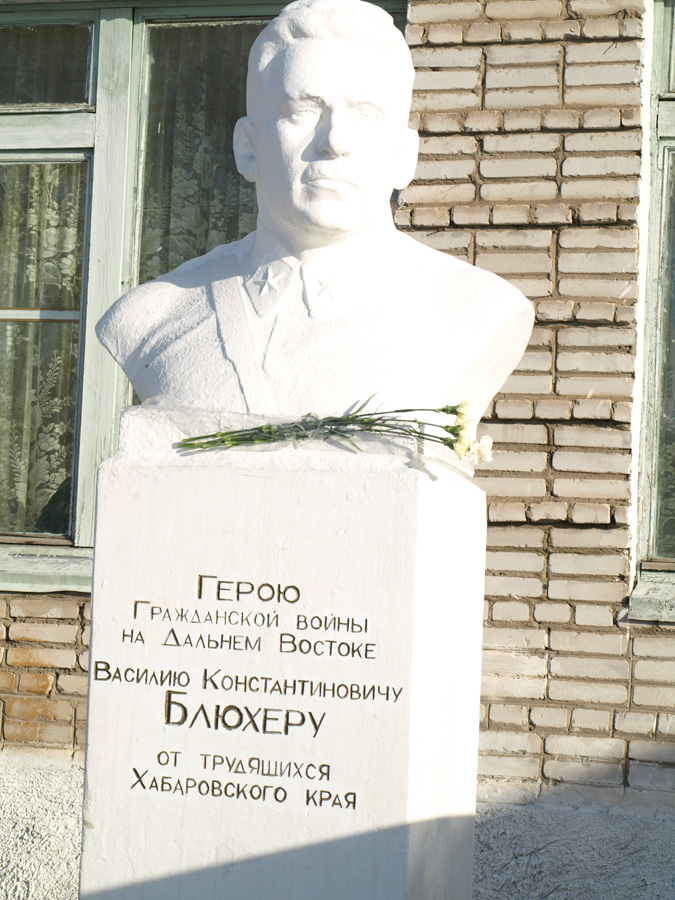 Герою
Гражданской войны
на Дальнем Востоке
Василию Константиновичу
Блюхеру
от трудящихся
Хабаровского края